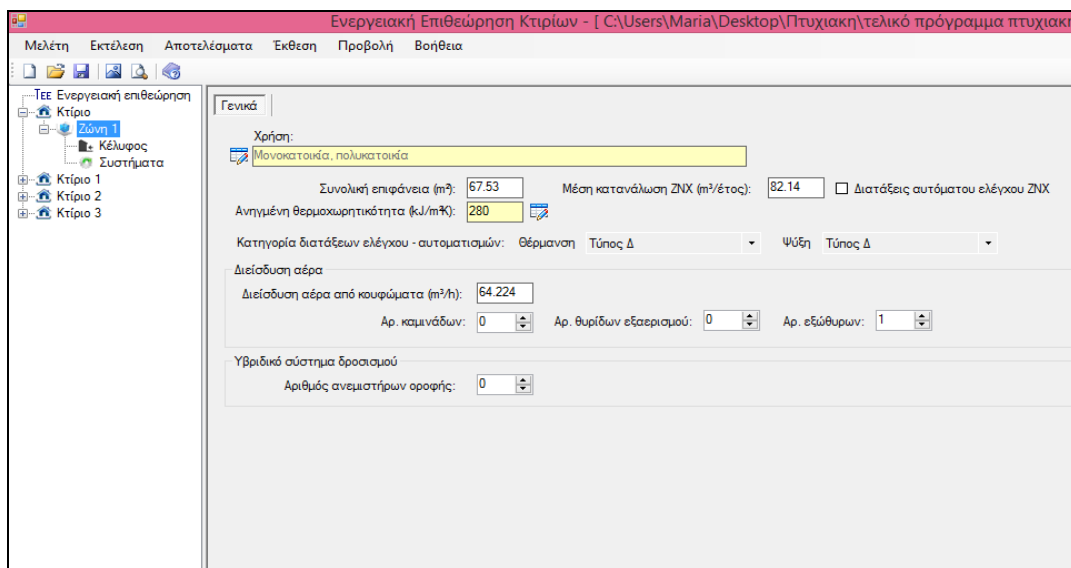 Ενεργειακή Επιθεώρηση Κτιρίων - [ C:\Users\Maria\Desktop\Πτυχιακη\τελικό πρόγραμμα πτυχιακη
Μελέτη Εκτέλεση Αποτελέσματα Έκθεση Προβολή Βοήθεια
ΤΕΕ Ενεργειακή επιθεώρηση
Κτίριο
Ζώνη 1
Κέλυφος
Συστήματα
Κτίριο 1
Κτίριο 2
Κτίριο 3
Γενικά
Χρήση:
Μονοκατοικία, πολυκατοικία
Συνολική επιφάνεια (m²): 67.53 Μέση κατανάλωση ΖΝΧ (m³/έτος): 82.14 Διατάξεις αυτόματου ελέγχου ΖΝΧ
Ανηγμένη θερμοχωρητικότητα (kJ/m²K): 280
Κατηγορία διατάξεων ελέγχου - αυτοματισμών: Θέρμανση Τύπος Δ Ψύξη Τύπος Δ
Διείσδυση αέρα
Διείσδυση αέρα από κουφώματα (m³/h): 64.224
Αρ. καμινάδων: 0 Αρ. θυρίδων εξαερισμού: 0 Αρ. εξώθυρων: 1
Υβριδικό σύστημα δροσισμού
Αριθμός ανεμιστήρων οροφής: 0